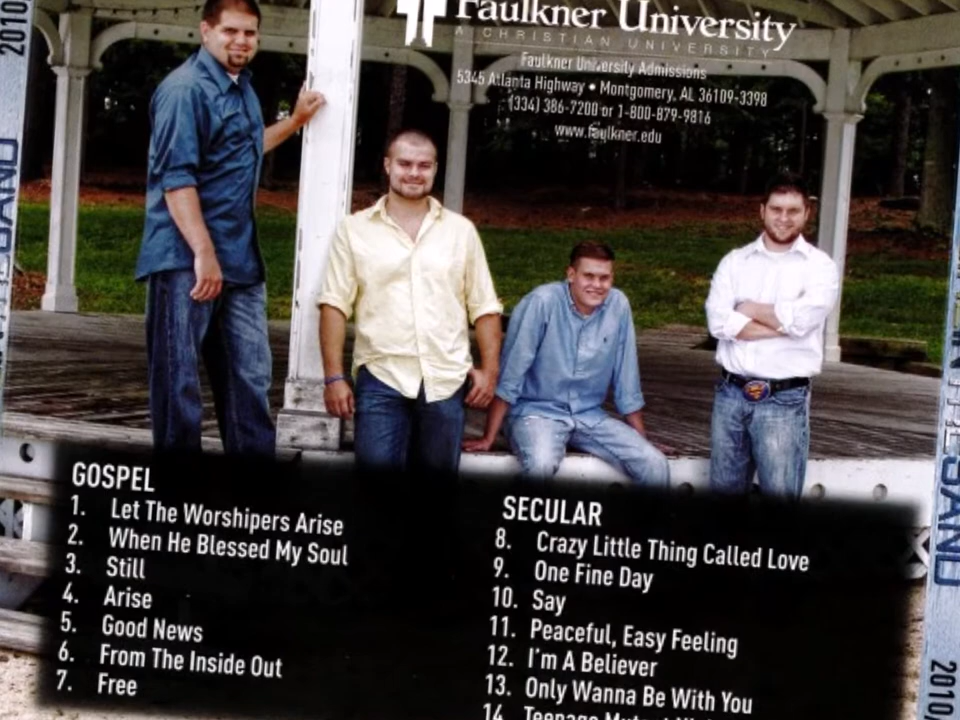 Faulkner University
A CHRISTIAN UNIVERSITY
Faulkner University Admissions
5345 Atlanta Highway • Montgomery, AL 36109-3398
(334) 386-7200 or 1-800-879-9816
www.faulkner.edu
2010
GOSPEL
1. Let The Worshipers Arise
2. When He Blessed My Soul
3. Still
4. Arise
5. Good News
6. From The Inside Out
7. Free
SECULAR
8. Crazy Little Thing Called Love
9. One Fine Day
10. Say
11. Peaceful, Easy Feeling
12. I'm A Believer
13. Only Wanna Be With You
14. Teenage Mutant
2010